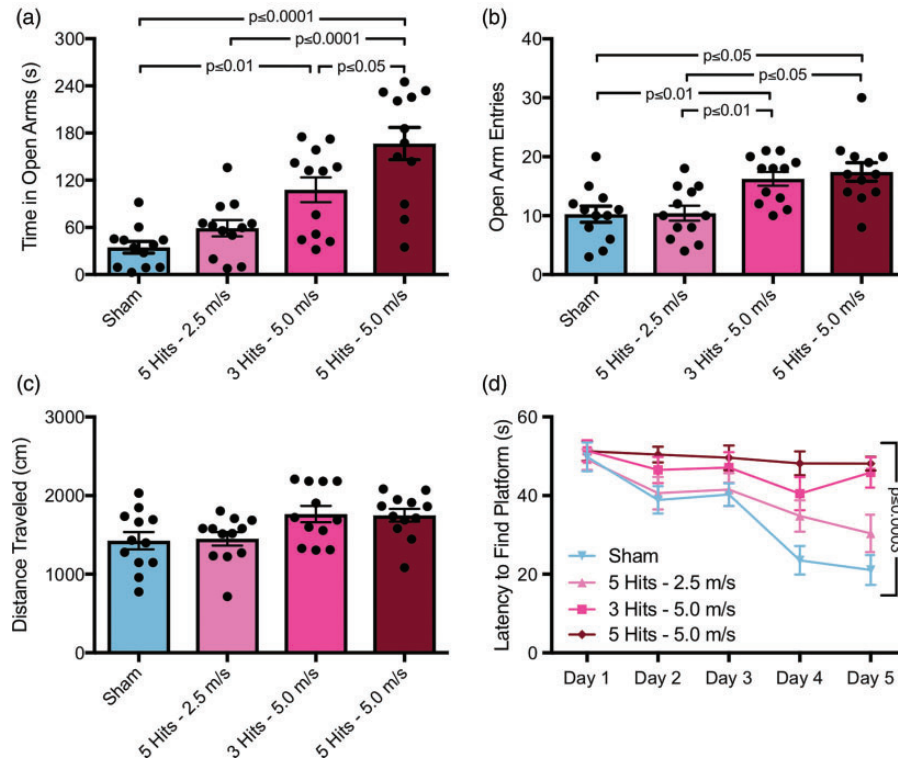 (a)
p≤0.0001
p≤0.0001
p≤0.01
p≤0.05
Time in Open Arms (s)
300
240
180
120
60
0
Sham
5 Hits - 2.5 m/s
3 Hits - 5.0 m/s
5 Hits - 5.0 m/s
(b)
p≤0.05
p≤0.05
p≤0.01
p≤0.01
Open Arm Entries
40
30
20
10
0
Sham
5 Hits - 2.5 m/s
3 Hits - 5.0 m/s
5 Hits - 5.0 m/s
(c)
Distance Traveled (cm)
3000
2000
1000
0
Sham
5 Hits - 2.5 m/s
3 Hits - 5.0 m/s
5 Hits - 5.0 m/s
(d)
Latency to Find Platform (s)
60
40
20
0
Sham
5 Hits - 2.5 m/s
3 Hits - 5.0 m/s
5 Hits - 5.0 m/s
Day 1
Day 2
Day 3
Day 4
Day 5